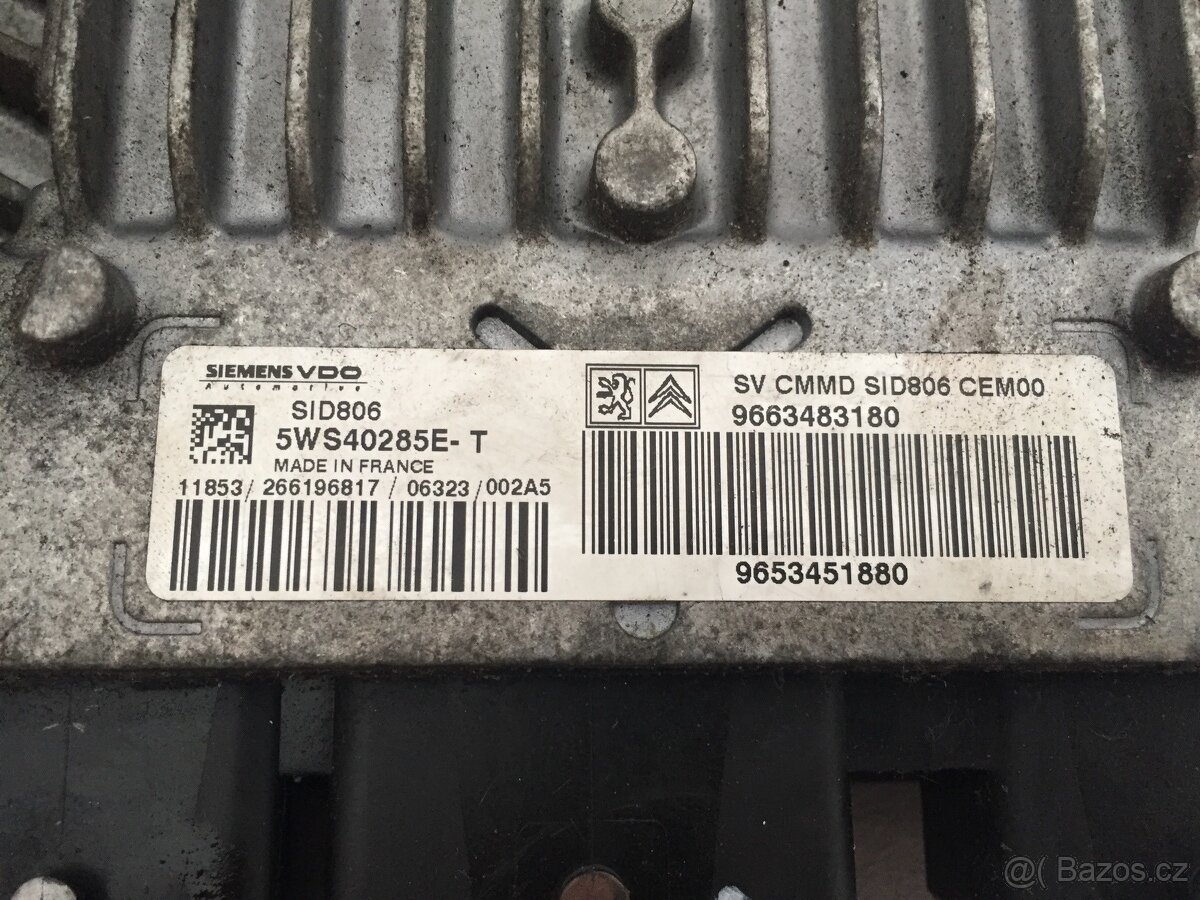 SIEMENS VDO
Automotive
SID806
5WS40285E- T
MADE IN FRANCE
11853/ 266196817 / 06323 /002A5
SV CMMD SID806 CEM00
9663483180
9653451880
@( Bazos.cz